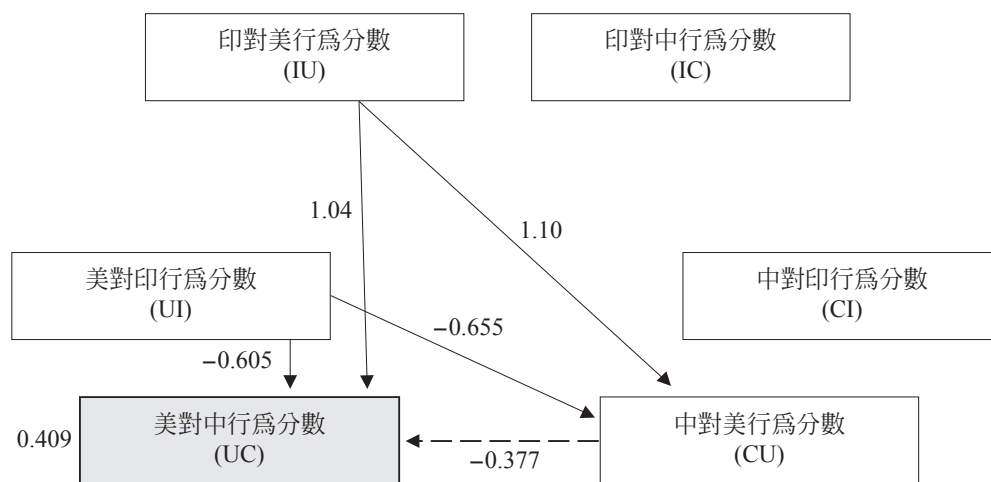 印對美行爲分數
(IU)
印對中行爲分數
(IC)
1.04
1.10
美對印行爲分數
(UI)
中對印行爲分數
(CI)
−0.655
−0.605
0.409
美對中行爲分數
(UC)
−0.377
中對美行爲分數
(CU)